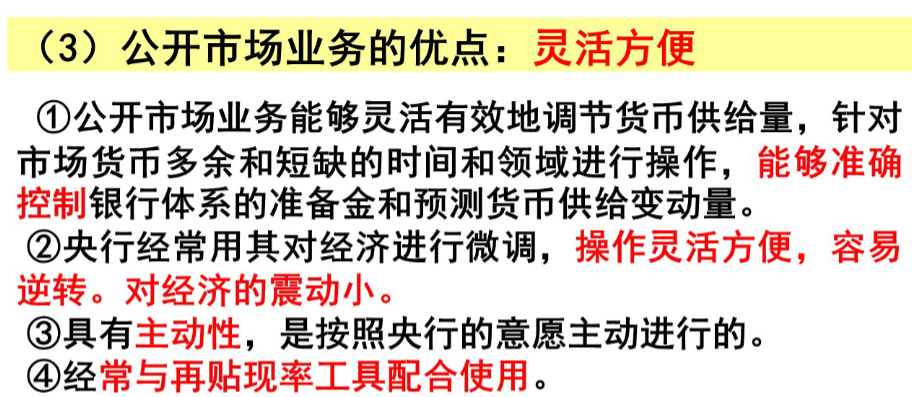 （3）公开市场业务的优点：灵活方便
①公开市场业务能够灵活有效地调节货币供给量，针对
市场货币多余和短缺的时间和领域进行操作，能够准确
控制银行体系的准备金和预测货币供给变动量。
②央行经常用其对经济进行微调，操作灵活方便，容易
逆转。对经济的震动小。
③具有主动性，是按照央行的意愿主动进行的。
④经常与再贴现率工具配合使用。